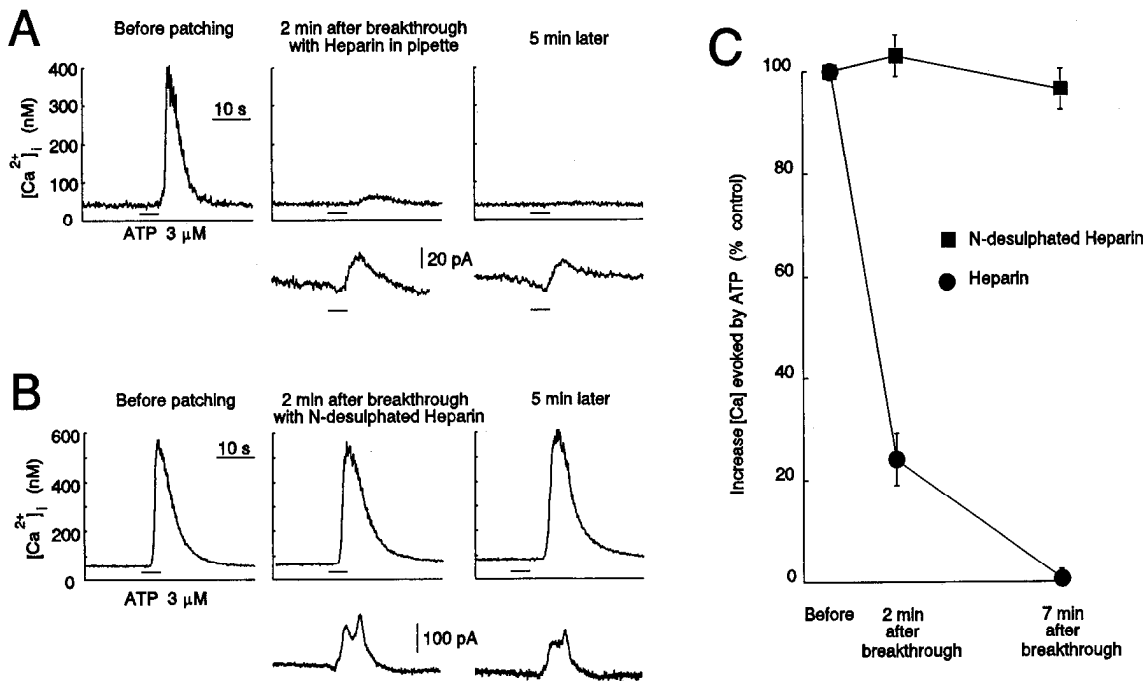 A
Before patching
2 min after breakthrough
with Heparin in pipette
5 min later
[Ca2+]i (nM)
400
300
200
100
0
10 s
ATP 3 µM
20 pA
B
Before patching
2 min after breakthrough
with N-desulphated Heparin
5 min later
[Ca2+]i (nM)
600
400
200
0
10 s
ATP 3 µM
100 pA
C
Increase [Ca] evoked by ATP (% control)
100
80
60
40
20
0
N-desulphated Heparin
Heparin
Before
2 min
after
breakthrough
7 min
after
breakthrough